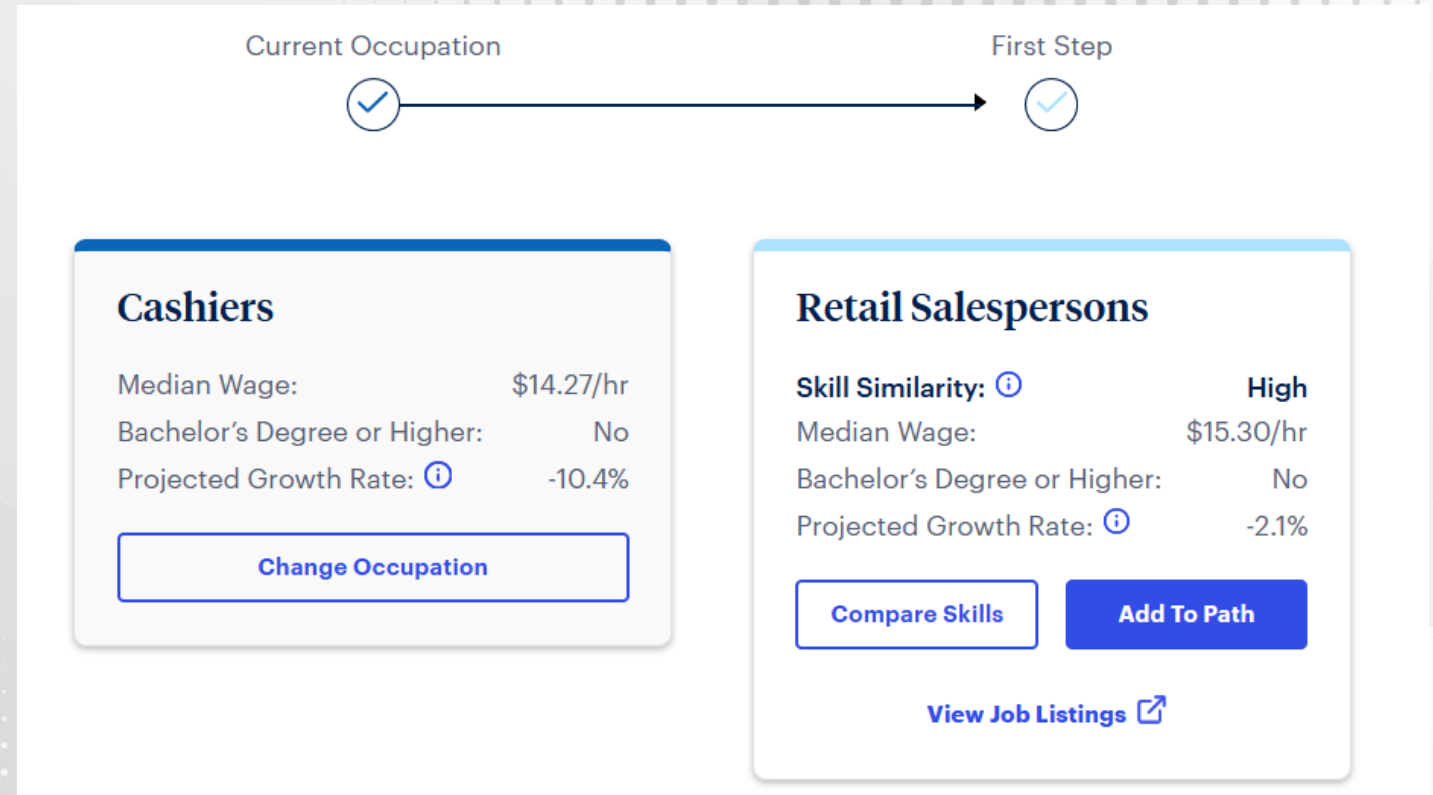 Current Occupation
First Step
Cashiers
Median Wage: $14.27/hr
Bachelor’s Degree or Higher: No
Projected Growth Rate: -10.4%
Change Occupation
Retail Salespersons
Skill Similarity: High
Median Wage: $15.30/hr
Bachelor’s Degree or Higher: No
Projected Growth Rate: -2.1%
Compare Skills
Add To Path
View Job Listings